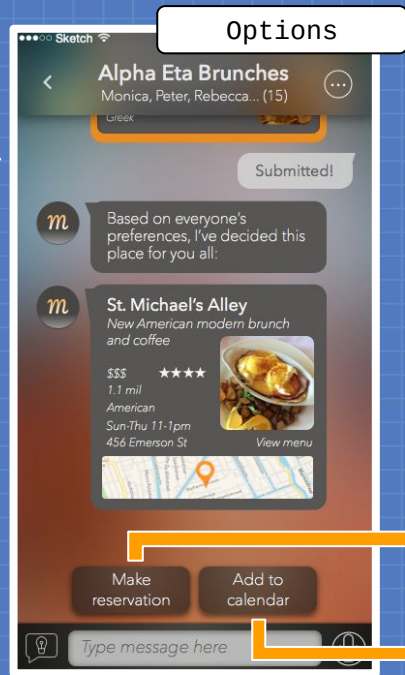 Options
Sketch
Alpha Eta Brunches
Monica, Peter, Rebecca... (15)
Greek
Submitted!
m
Based on everyone's
preferences, I've decided this
place for you all:
m
St. Michael's Alley
New American modern brunch
and coffee
$$$ ★★★★
1.1 mil
American
Sun-Thu 11-1pm
456 Emerson St
View menu
Make
reservation
Add to
calendar
Type message here